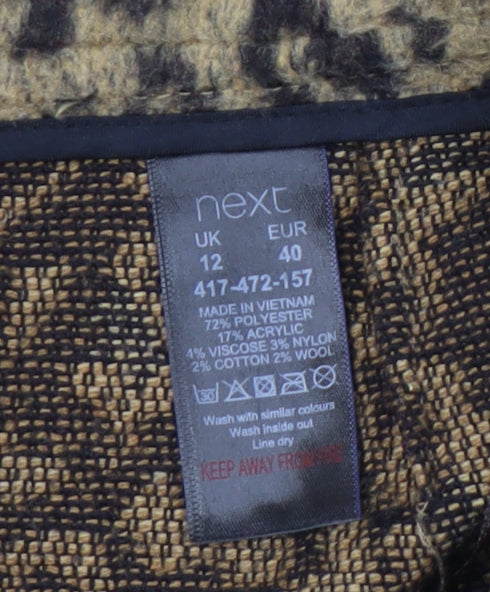 next
UK EUR
12 40
417-472-157
MADE IN VIETNAM
72% POLYESTER
17% ACRYLIC
4% VISCOSE 3% NYLON
2% COTTON 2% WOOL
30
Wash with similar colours
Wash inside out
Line dry
KEEP AWAY FROM FIRE